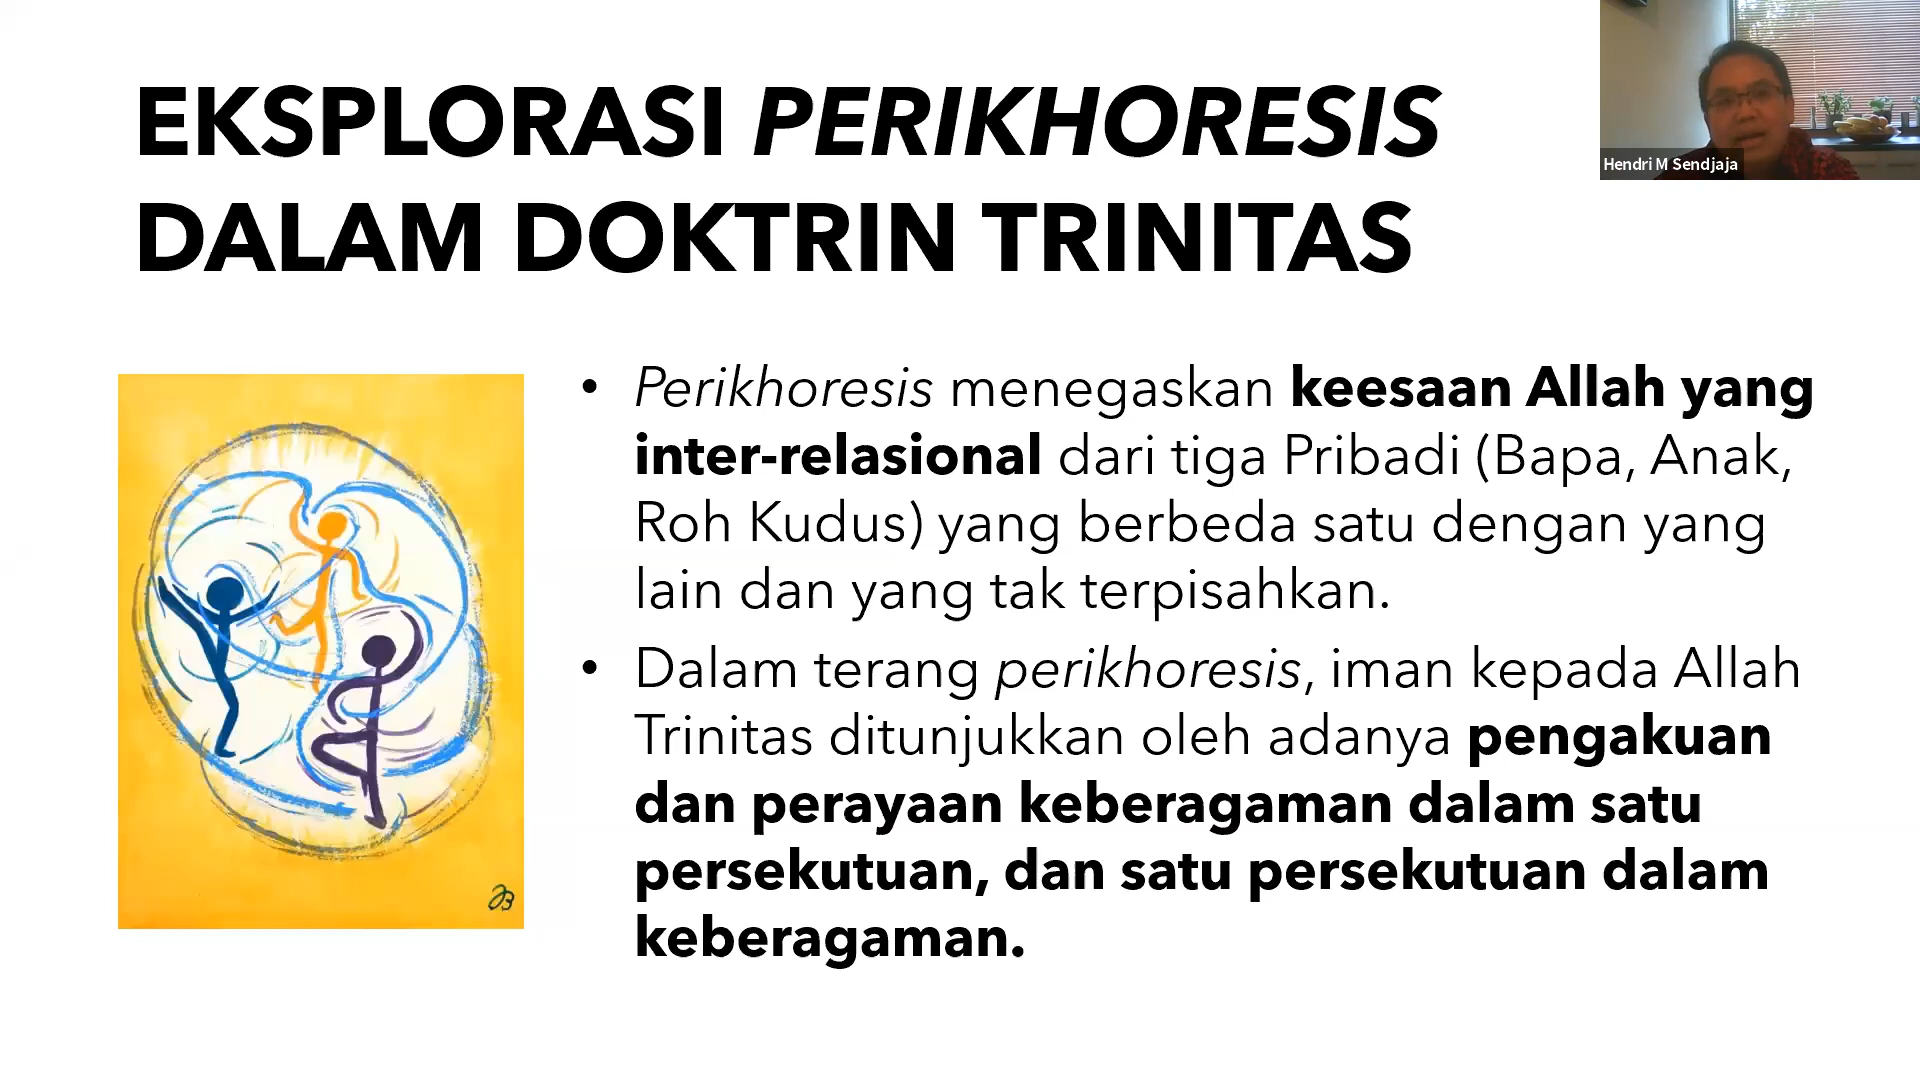 EKSPLORASI PERIKHORESIS
DALAM DOKTRIN TRINITAS
Hendri M Sendjaja
• Perikhoresis menegaskan keesaan Allah yang
inter-relasional dari tiga Pribadi (Bapa, Anak,
Roh Kudus) yang berbeda satu dengan yang
lain dan yang tak terpisahkan.
• Dalam terang perikhoresis, iman kepada Allah
Trinitas ditunjukkan oleh adanya pengakuan
dan perayaan keberagaman dalam satu
persekutuan, dan satu persekutuan dalam
keberagaman.